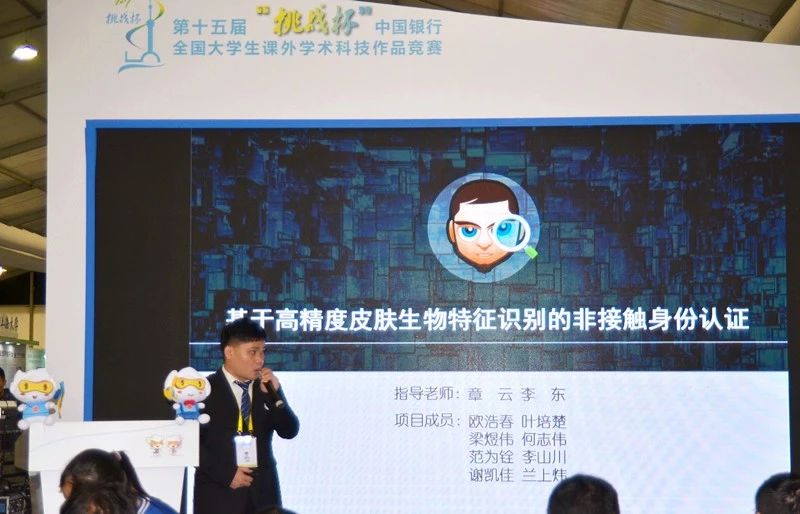 挑战杯
第十五届"挑战杯"中国银行
全国大学生课外学术科技作品竞赛
基于高精度皮肤生物特征识别的非接触身份认证
指导老师：章 云 李 东
项目成员：欧浩春 叶培楚
梁煜伟 何志伟
范为铨 李山川
谢凯佳 兰上炜